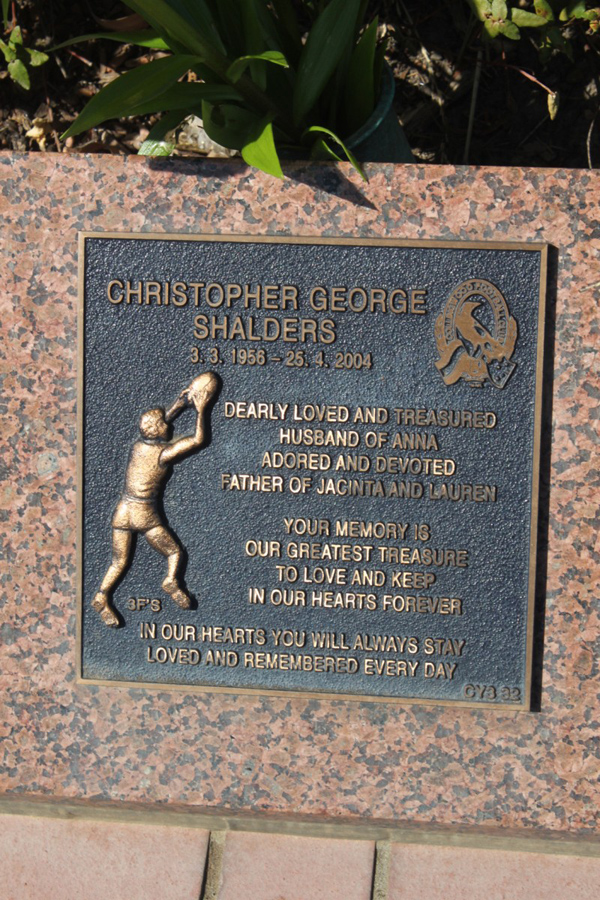 CHRISTOPHER GEORGE
SHALDERS
3. 3. 1956 – 25. 4. 2004
DEARLY LOVED AND TREASURED
HUSBAND OF ANNA
ADORED AND DEVOTED
FATHER OF JACINTA AND LAUREN
YOUR MEMORY IS
OUR GREATEST TREASURE
TO LOVE AND KEEP
IN OUR HEARTS FOREVER
3F'S
IN OUR HEARTS YOU WILL ALWAYS STAY
LOVED AND REMEMBERED EVERY DAY